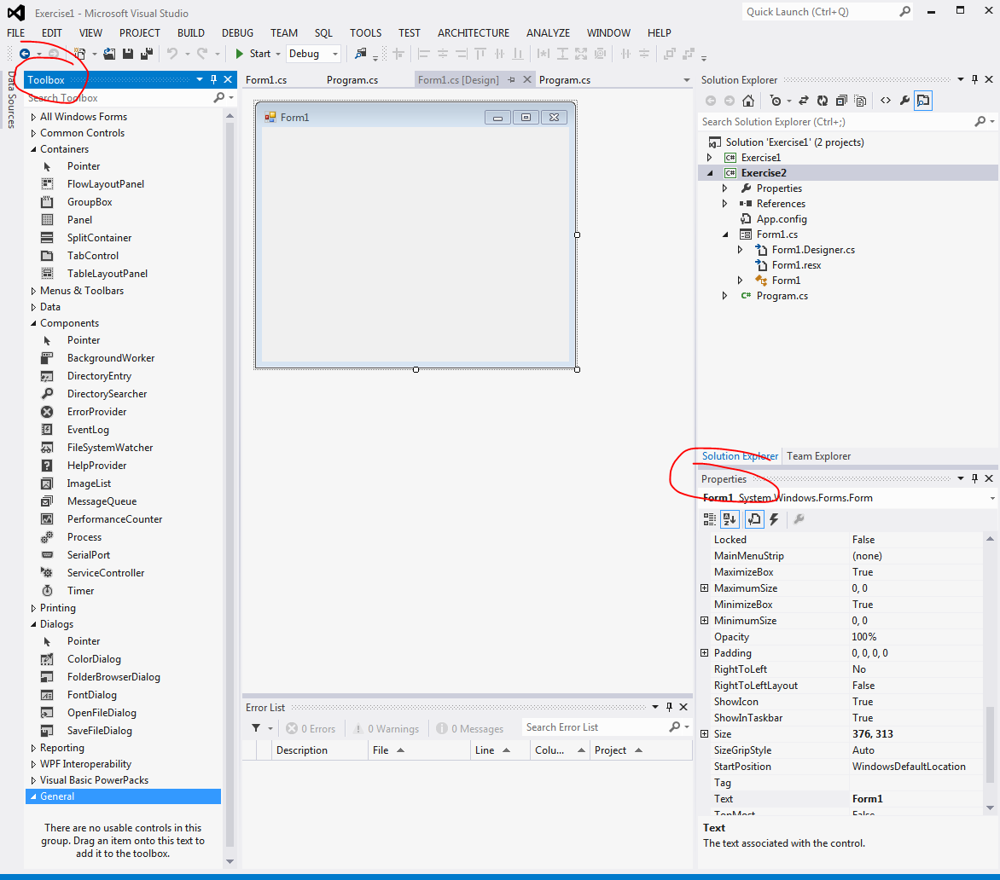 Exercise1 - Microsoft Visual Studio
Quick Launch (Ctrl+Q)
FILE EDIT VIEW PROJECT BUILD DEBUG TEAM SQL TOOLS TEST ARCHITECTURE ANALYZE WINDOW HELP
Start Debug
Data Sources
Toolbox
Search Toolbox
All Windows Forms
Common Controls
Containers
Pointer
FlowLayoutPanel
GroupBox
Panel
SplitContainer
TabControl
TableLayoutPanel
Menus & Toolbars
Data
Components
Pointer
BackgroundWorker
DirectoryEntry
DirectorySearcher
ErrorProvider
EventLog
FileSystemWatcher
HelpProvider
ImageList
MessageQueue
PerformanceCounter
Process
SerialPort
ServiceController
Timer
Printing
Dialogs
Pointer
ColorDialog
FolderBrowserDialog
FontDialog
OpenFileDialog
SaveFileDialog
Reporting
WPF Interoperability
Visual Basic PowerPacks
General
There are no usable controls in this
group. Drag an item onto this text to
add it to the toolbox.
Form1.cs Program.cs Form1.cs [Design] Program.cs
Form1
Error List
0 Errors 0 Warnings 0 Messages Search Error List
Description File Line Colu... Project
Solution Explorer
Search Solution Explorer (Ctrl+;)
Solution 'Exercise1' (2 projects)
C# Exercise1
C# Exercise2
Properties
References
App.config
Form1.cs
Form1.Designer.cs
Form1.resx
Form1
C# Program.cs
Solution Explorer Team Explorer
Properties
Form1 System.Windows.Forms.Form
Locked False
MainMenuStrip (none)
MaximizeBox True
MaximumSize 0, 0
MinimizeBox True
MinimumSize 0, 0
Opacity 100%
Padding 0, 0, 0, 0
RightToLeft No
RightToLeftLayout False
ShowIcon True
ShowInTaskbar True
Size 376, 313
SizeGripStyle Auto
StartPosition WindowsDefaultLocation
Tag
Text Form1
TopMost False
Text
The text associated with the control.